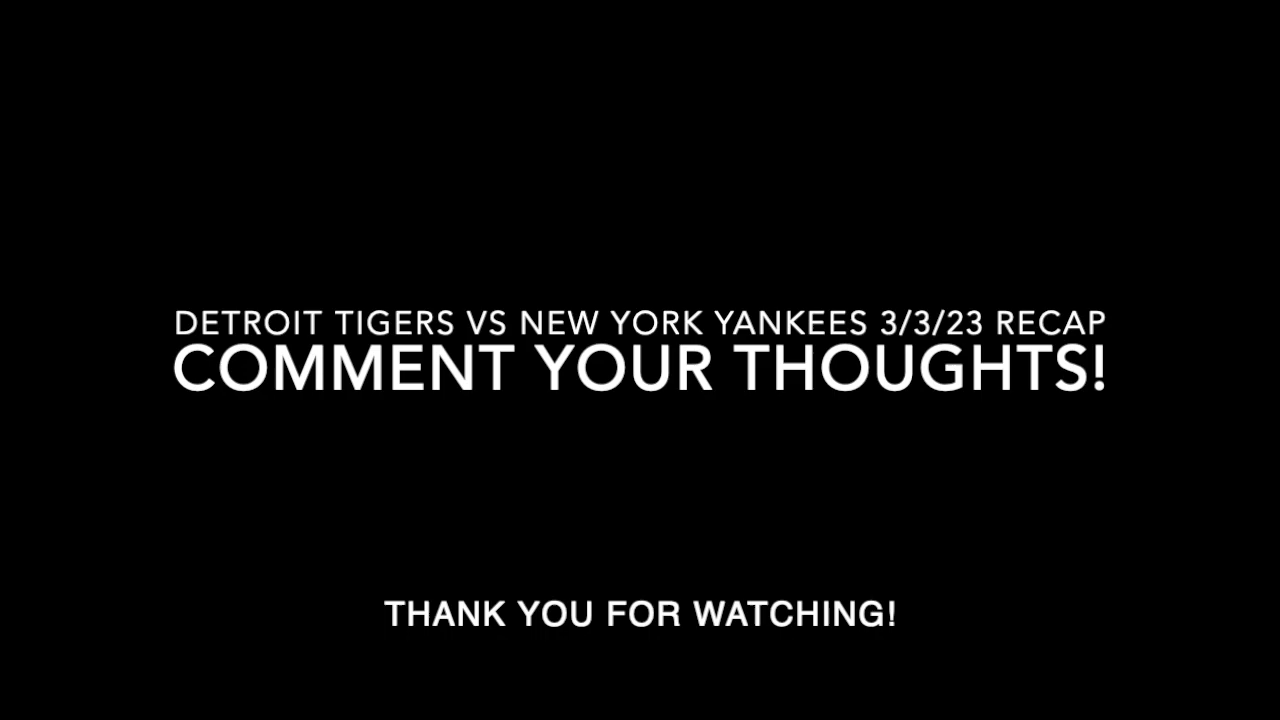 DETROIT TIGERS VS NEW YORK YANKEES 3/3/23 RECAP
COMMENT YOUR THOUGHTS!
THANK YOU FOR WATCHING!